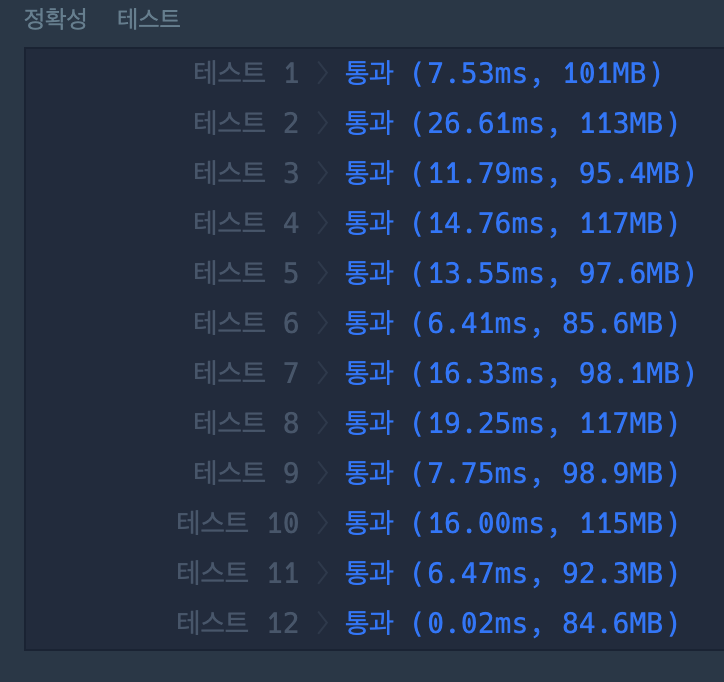 정확성 테스트
테스트 1 > 통과 (7.53ms, 101MB)
테스트 2 > 통과 (26.61ms, 113MB)
테스트 3 > 통과 (11.79ms, 95.4MB)
테스트 4 > 통과 (14.76ms, 117MB)
테스트 5 > 통과 (13.55ms, 97.6MB)
테스트 6 > 통과 (6.41ms, 85.6MB)
테스트 7 > 통과 (16.33ms, 98.1MB)
테스트 8 > 통과 (19.25ms, 117MB)
테스트 9 > 통과 (7.75ms, 98.9MB)
테스트 10 > 통과 (16.00ms, 115MB)
테스트 11 > 통과 (6.47ms, 92.3MB)
테스트 12 > 통과 (0.02ms, 84.6MB)